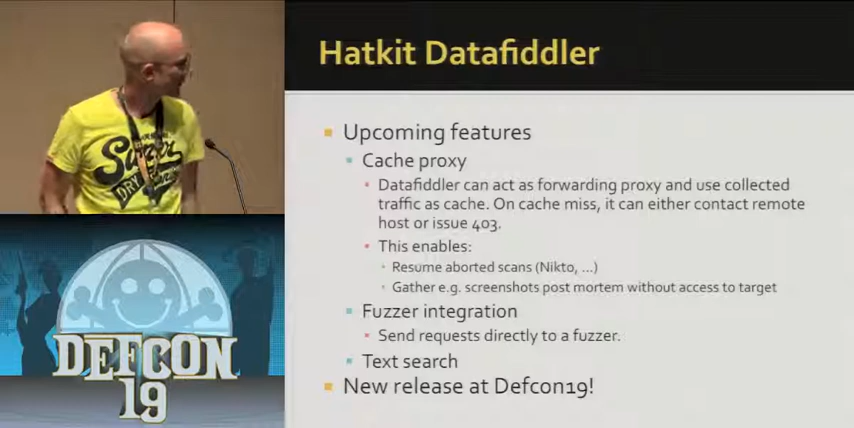 Super
DRY
DEFCON
19
Hatkit Datafiddler
Upcoming features
Cache proxy
Datafiddler can act as forwarding proxy and use collected
traffic as cache. On cache miss, it can either contact remote
host or issue 403.
This enables:
Resume aborted scans (Nikto, ...)
Gather e.g. screenshots post mortem without access to target
Fuzzer integration
Send requests directly to a fuzzer.
Text search
New release at Defcon19!